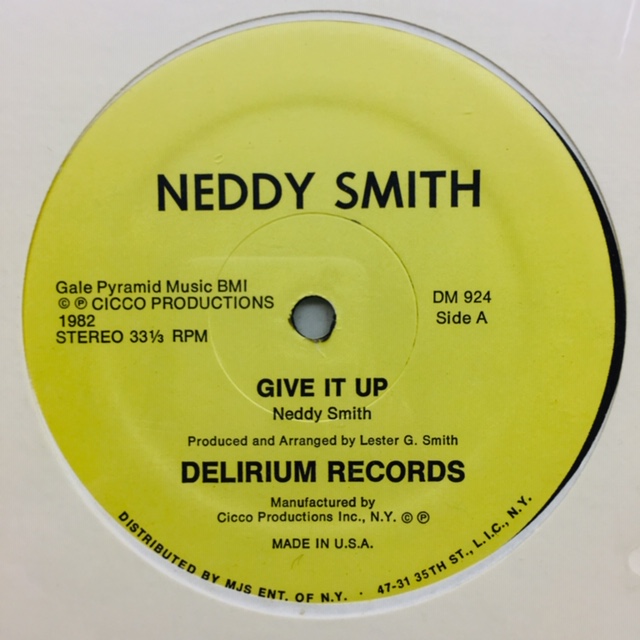 NEDDY SMITH
Gale Pyramid Music BMI
© ℗ CICCO PRODUCTIONS
1982
STEREO 33⅓ RPM
DM 924
Side A
GIVE IT UP
Neddy Smith
Produced and Arranged by Lester G. Smith
DELIRIUM RECORDS
Manufactured by
Cicco Productions Inc., N.Y. © ℗
MADE IN U.S.A.
DISTRIBUTED BY MJS ENT. OF N.Y. · 47-31 35TH ST., L.I.C., N.Y.